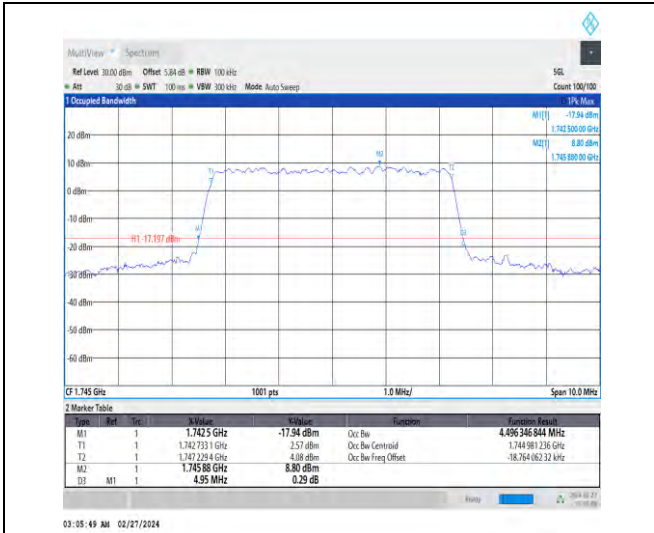 MultiView Spectrum
Ref Level 30.00 dBm Offset 5.84 dB RBW 100 kHz SGL
Att 30 dB SWT 100 ms VBW 300 kHz Mode Auto Sweep Count 100/100
1 Occupied Bandwidth 1Pk Max
M1[1] -17.94 dBm
1.742 500 00 GHz
M2[1] 8.80 dBm
1.745 880 00 GHz
20 dBm
M2
10 dBm
T1 T2
0 dBm
-10 dBm
M1 D3
H1 -17.197 dBm
-20 dBm
-30 dBm
-40 dBm
-50 dBm
-60 dBm
CF 1.745 GHz 1001 pts 1.0 MHz/ Span 10.0 MHz
2 Marker Table
Type Ref Trc X-Value Y-Value Function Function Result
M1 1 1.7425 GHz -17.94 dBm Occ Bw 4.496 346 844 MHz
T1 1 1.742 733 1 GHz 2.57 dBm Occ Bw Centroid 1.744 981 236 GHz
T2 1 1.747 229 4 GHz 4.08 dBm Occ Bw Freq Offset -18.764 062 32 kHz
M2 1 1.745 88 GHz 8.80 dBm
D3 M1 1 4.95 MHz 0.29 dB
03:05:49 AM 02/27/2024